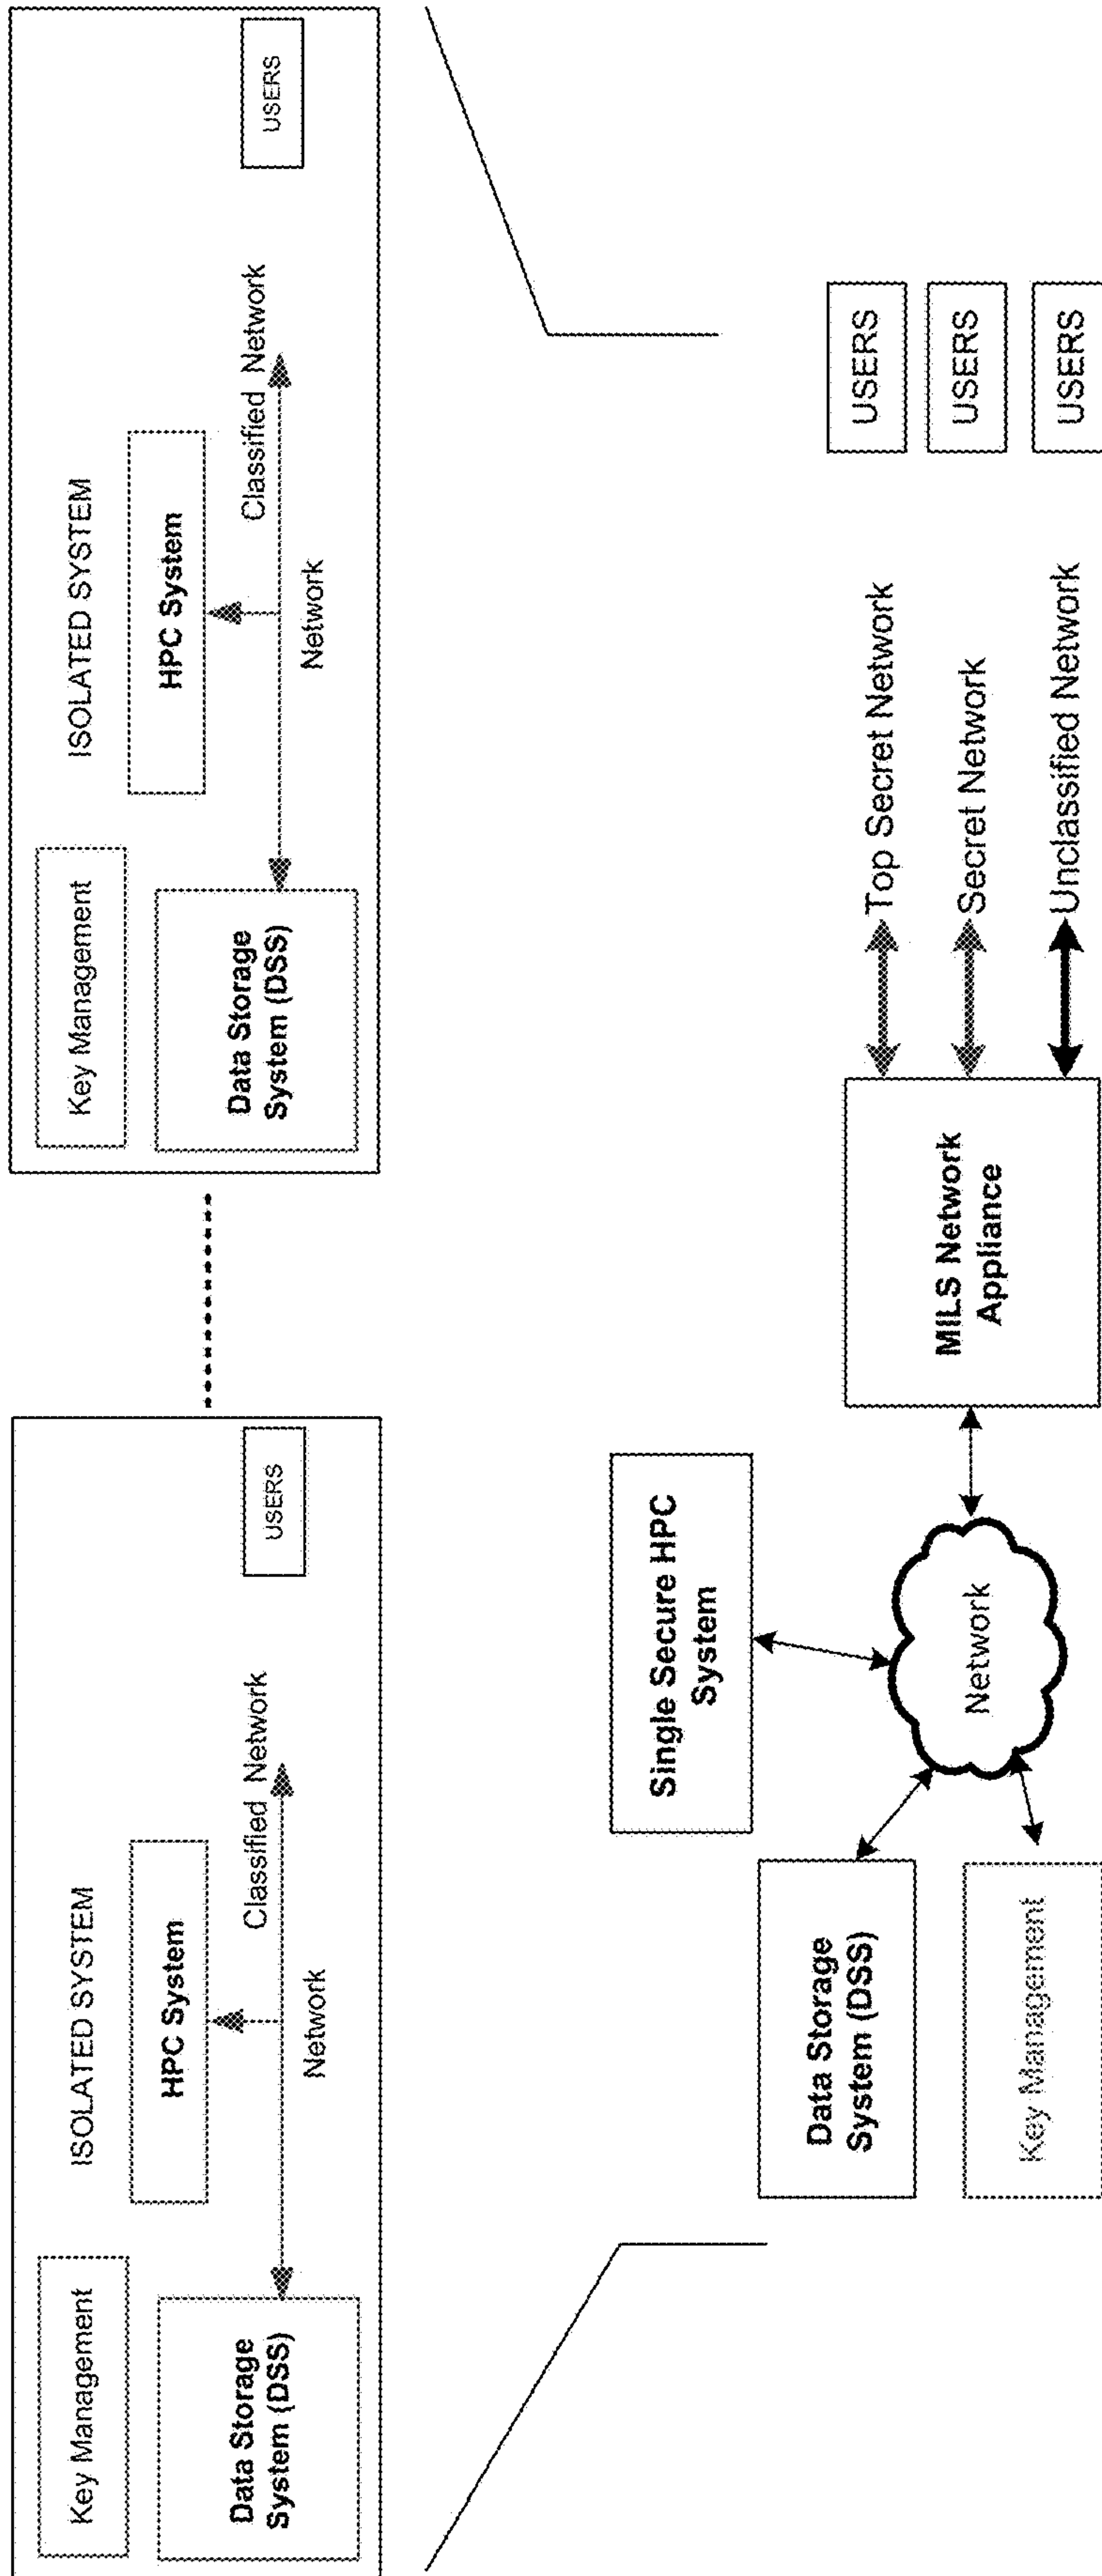 ISOLATED SYSTEM
Key Management
HPC System
Data Storage
System (DSS)
Classified Network
Network
USERS
ISOLATED SYSTEM
Key Management
HPC System
Data Storage
System (DSS)
Classified Network
Network
USERS
Single Secure HPC
System
Data Storage
System (DSS)
Key Management
Network
MILS Network
Appliance
Top Secret Network
Secret Network
Unclassified Network
USERS
USERS
USERS